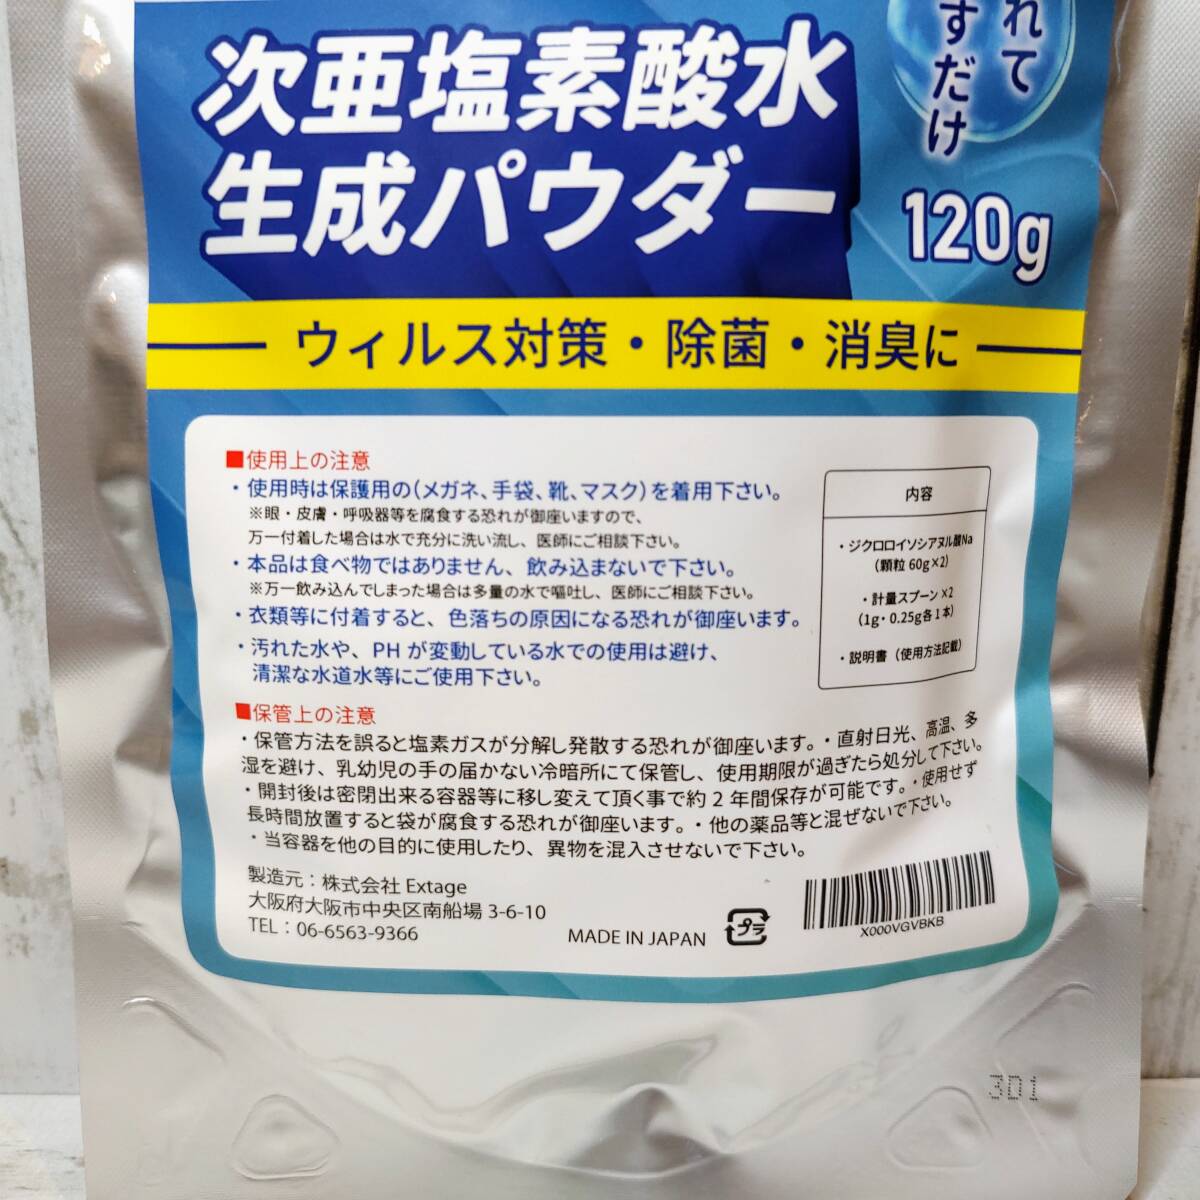 れて
すだけ
次亜塩素酸水
生成パウダー
120g
ウィルス対策・除菌・消臭に
■使用上の注意
・使用時は保護用の(メガネ、手袋、靴、マスク)を着用下さい。
※眼・皮膚・呼吸器等を腐食する恐れが御座いますので、
万一付着した場合は水で充分に洗い流し、医師にご相談下さい。
・本品は食べ物ではありません、飲み込まないで下さい。
※万一飲み込んでしまった場合は多量の水で嘔吐し、医師にご相談下さい。
・衣類等に付着すると、色落ちの原因になる恐れが御座います。
・汚れた水や、PHが変動している水での使用は避け、
清潔な水道水等にご使用下さい。
内容
・ジクロロイソシアヌル酸Na
(顆粒 60g×2)
・計量スプーン ×2
(1g・0.25g各1本)
・説明書(使用方法記載)
■保管上の注意
・保管方法を誤ると塩素ガスが分解し発散する恐れが御座います。・直射日光、高温、多
湿を避け、乳幼児の手の届かない冷暗所にて保管し、使用期限が過ぎたら処分して下さい。
・開封後は密閉出来る容器等に移し変えて頂く事で約2年間保存が可能です。・使用せず
長時間放置すると袋が腐食する恐れが御座います。・他の薬品等と混ぜないで下さい。
・当容器を他の目的に使用したり、異物を混入させないで下さい。
製造元:株式会社 Extage
大阪府大阪市中央区南船場 3-6-10
TEL:06-6563-9366
MADE IN JAPAN
プラ
X000VGVBKB
3D1